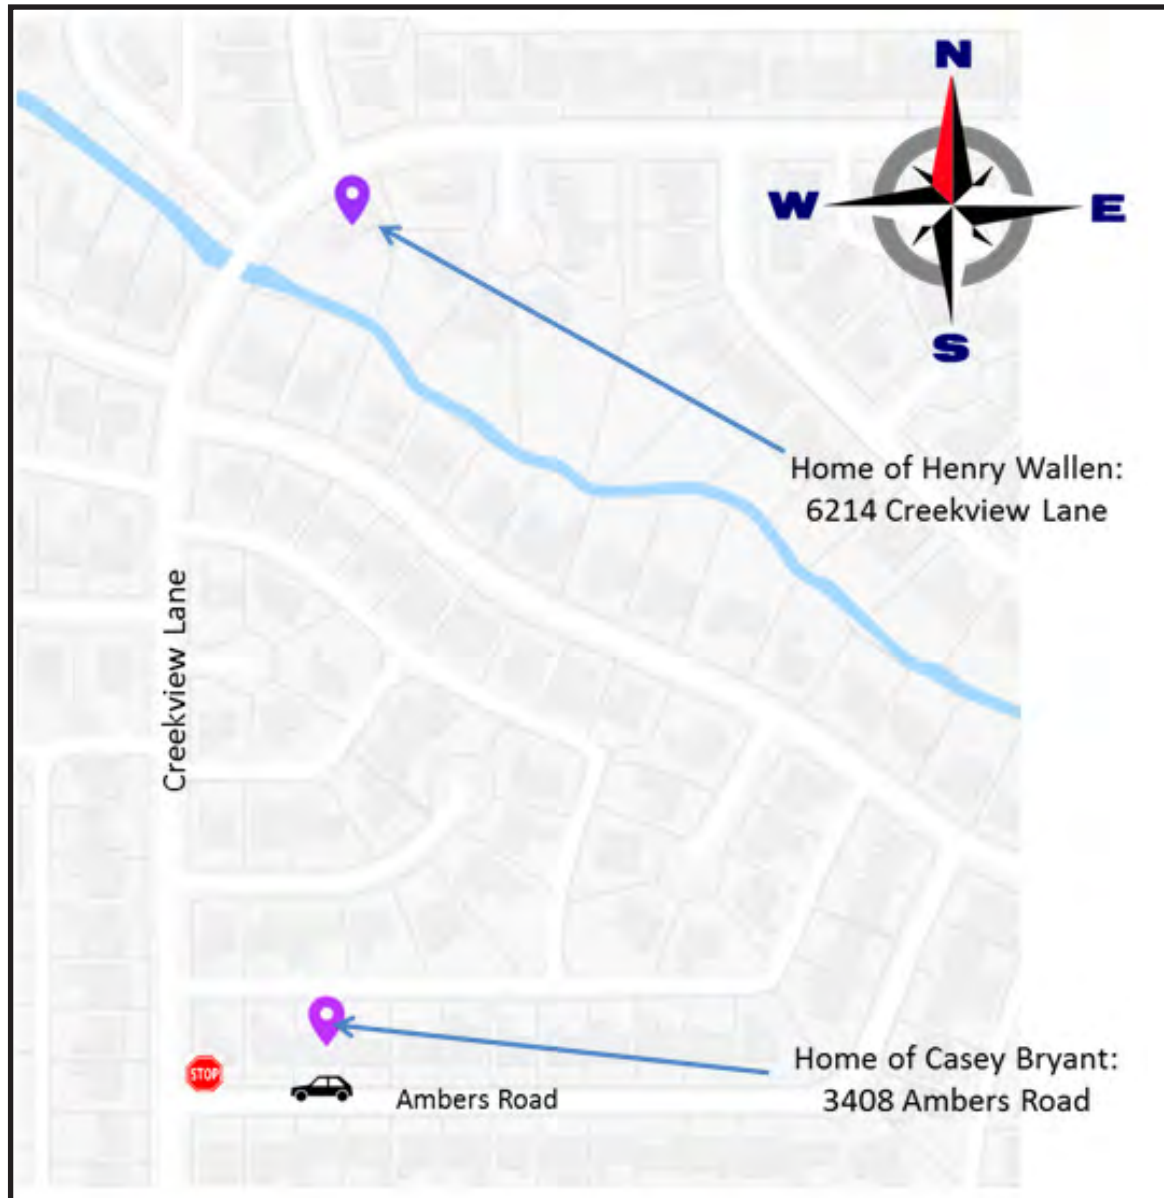 N
W
E
S
Home of Henry Wallen:
6214 Creekview Lane
Creekview Lane
Home of Casey Bryant:
3408 Ambers Road
STOP
Ambers Road